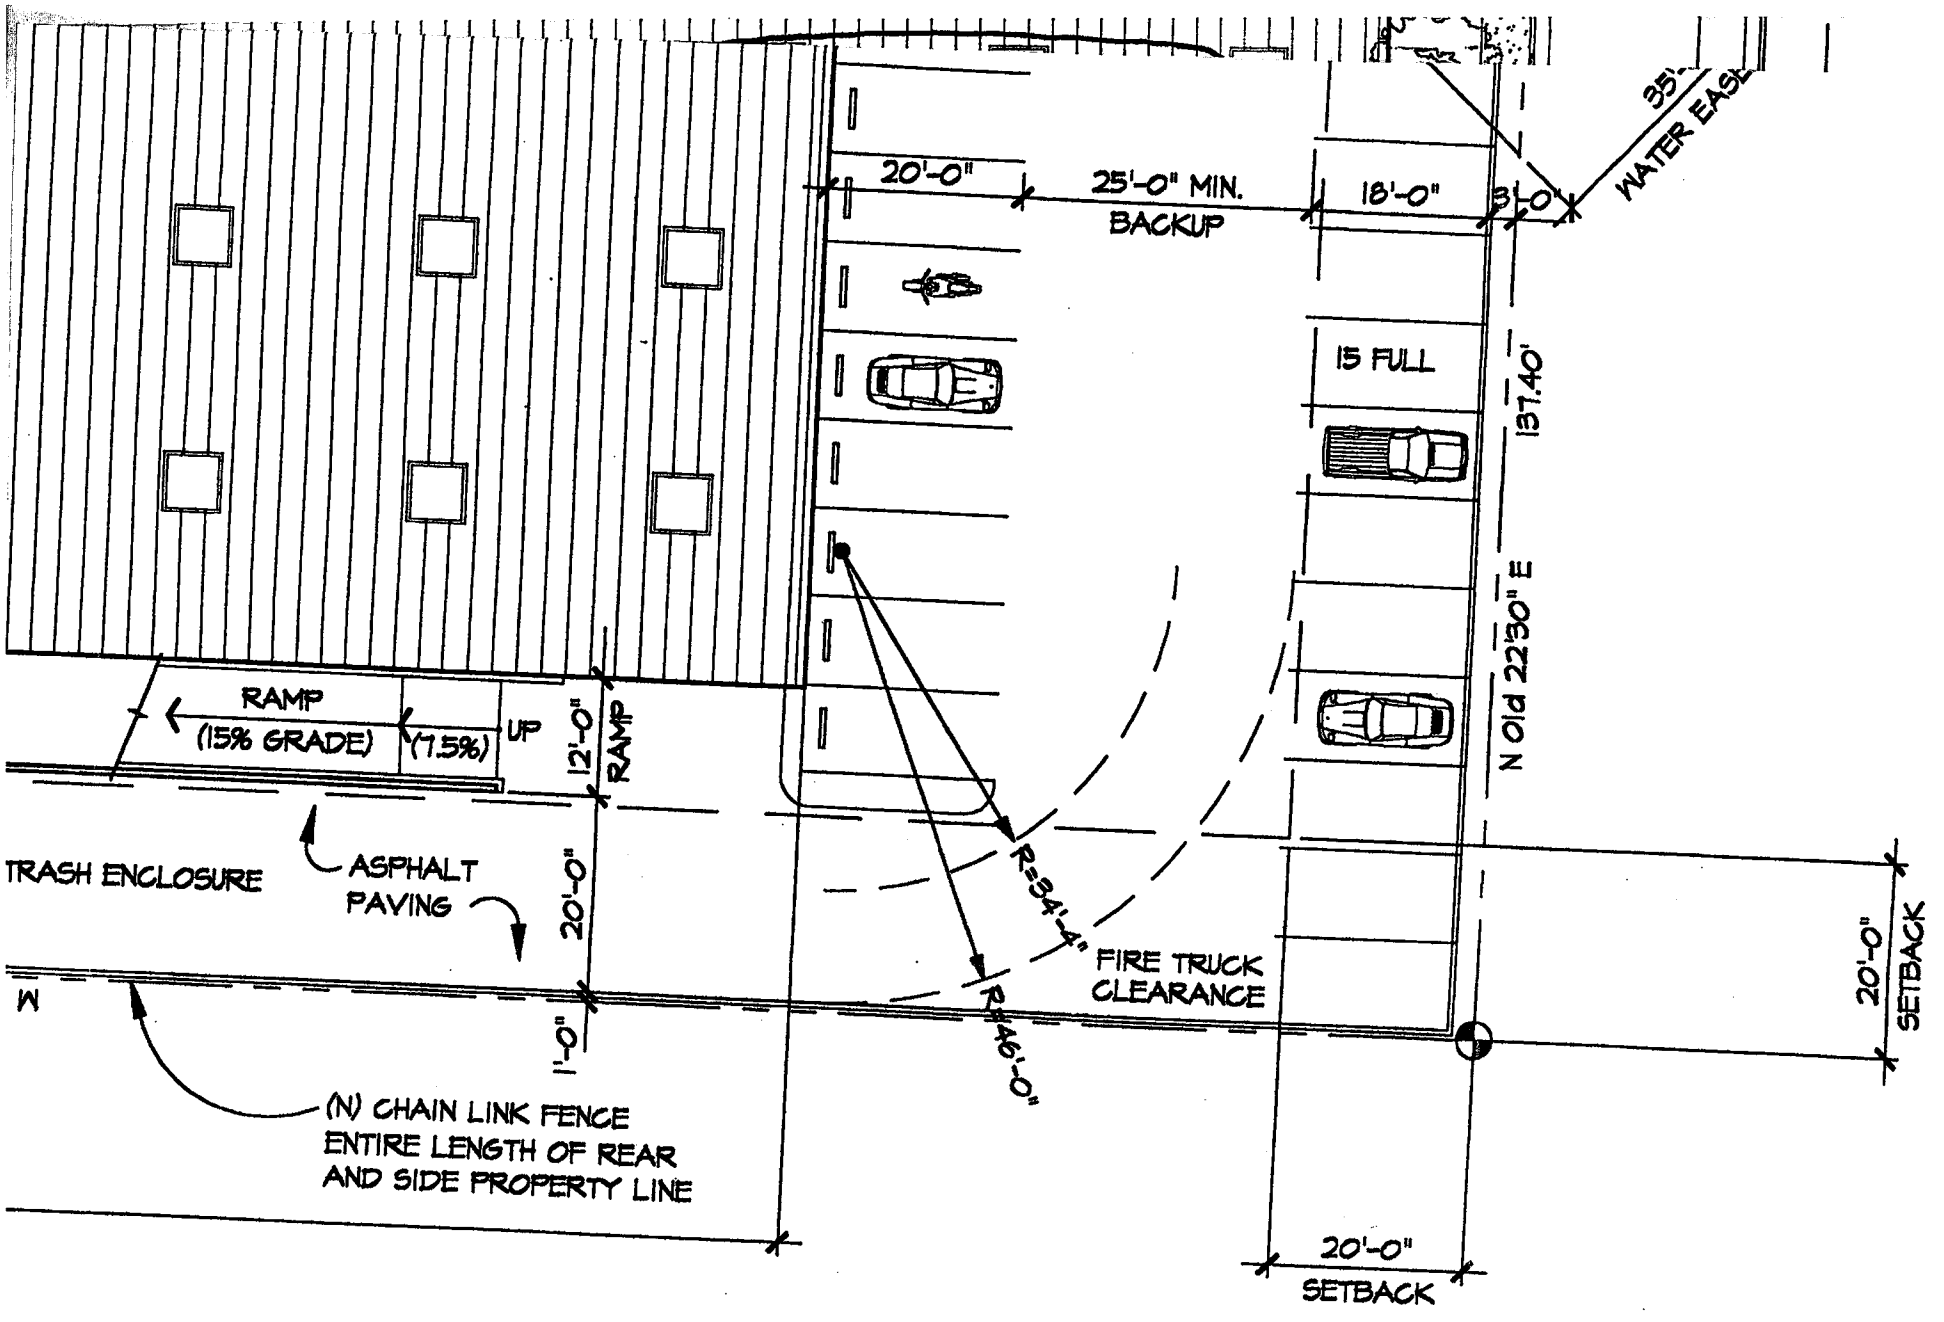 35'-
WATER EASE
20'-0"
25'-0" MIN.
BACKUP
18'-0"
3'-0"
15 FULL
137.40'
N 01d 22'30" E
RAMP
(15% GRADE)
(7.5%)
UP
12'-0"
RAMP
TRASH ENCLOSURE
ASPHALT
PAVING
20'-0"
R=34'-4"
FIRE TRUCK
CLEARANCE
R=46'-0"
20'-0"
SETBACK
1'-0"
(N) CHAIN LINK FENCE
ENTIRE LENGTH OF REAR
AND SIDE PROPERTY LINE
20'-0"
SETBACK